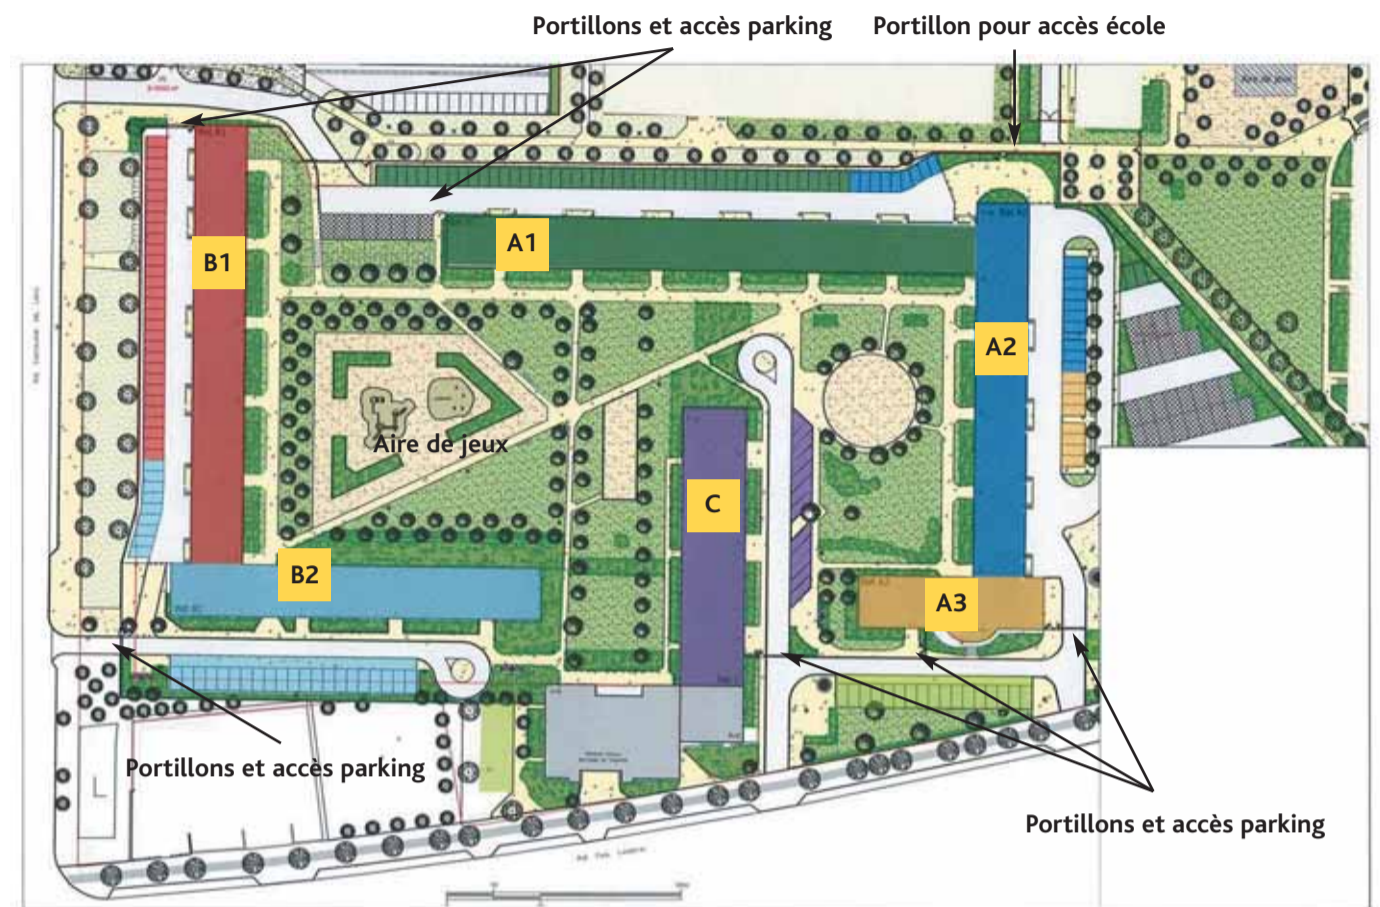 Portillons et accès parking
Portillon pour accès école
B1
A1
A2
Aire de jeux
C
B2
A3
Portillons et accès parking
Portillons et accès parking